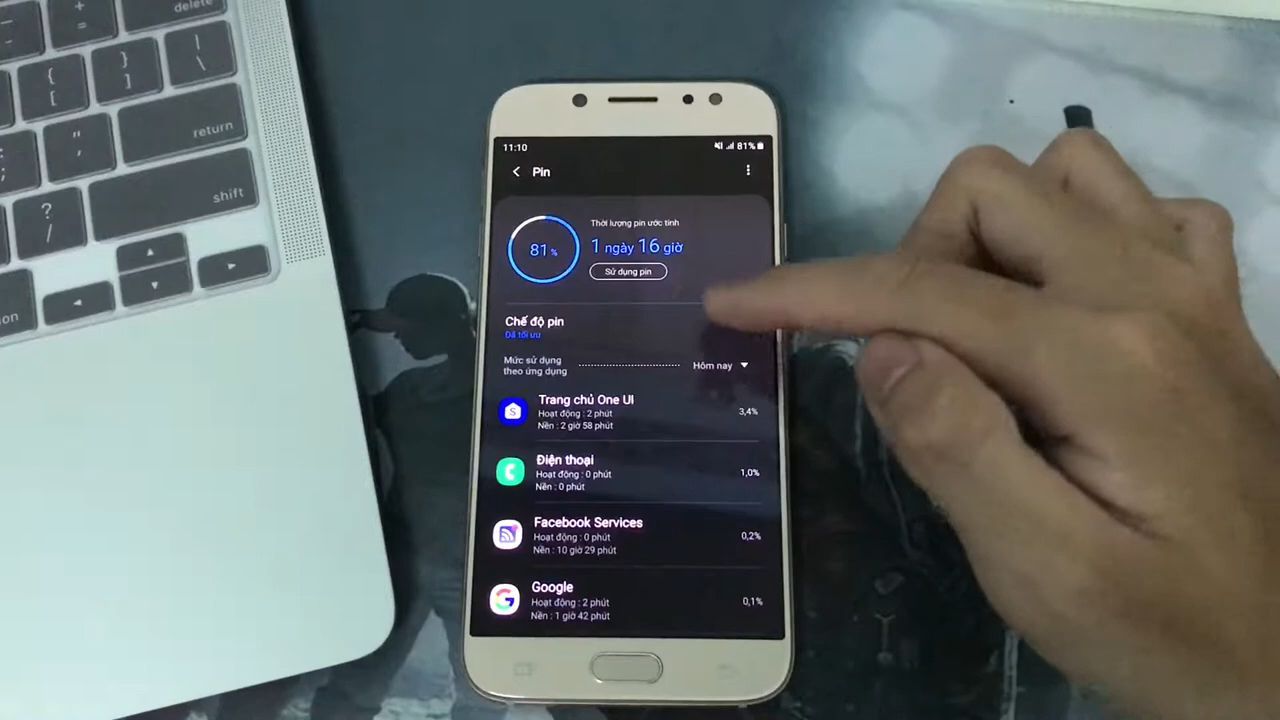 delete
+
=
{
[
}
]
|
\
:
;
"
'
return
?
/
shift
11:10
81%
Pin
81%
Thời lượng pin ước tính
1 ngày 16 giờ
Sử dụng pin
Chế độ pin
Đã tối ưu
Mức sử dụng
theo ứng dụng
Hôm nay
Trang chủ One UI
Hoạt động : 2 phút
Nền : 2 giờ 58 phút
3,4%
Điện thoại
Hoạt động : 0 phút
Nền : 0 phút
1,0%
Facebook Services
Hoạt động : 0 phút
Nền : 10 giờ 29 phút
0,2%
Google
Hoạt động : 2 phút
Nền : 1 giờ 42 phút
0,1%